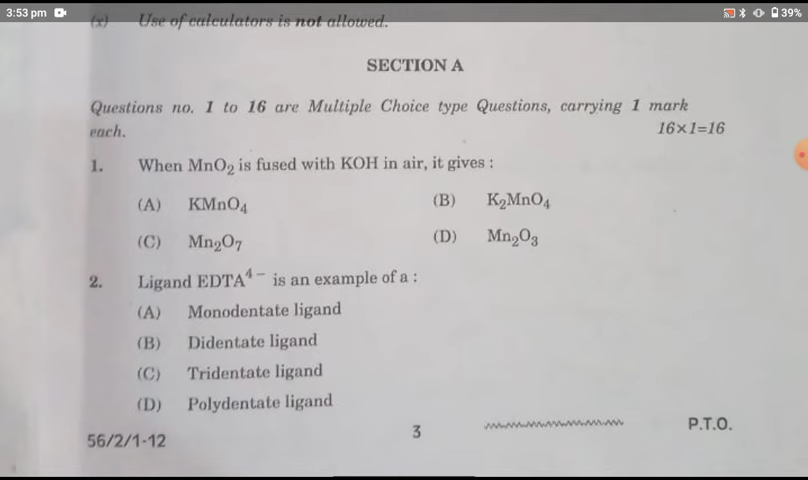 3:53 pm
39%
(x) Use of calculators is not allowed.
SECTION A
Questions no. 1 to 16 are Multiple Choice type Questions, carrying 1 mark
each. 16×1=16
1. When MnO₂ is fused with KOH in air, it gives :
(A) KMnO₄ (B) K₂MnO₄
(C) Mn₂O₇ (D) Mn₂O₃
2. Ligand EDTA⁴⁻ is an example of a :
(A) Monodentate ligand
(B) Didentate ligand
(C) Tridentate ligand
(D) Polydentate ligand
56/2/1-12 3 P.T.O.